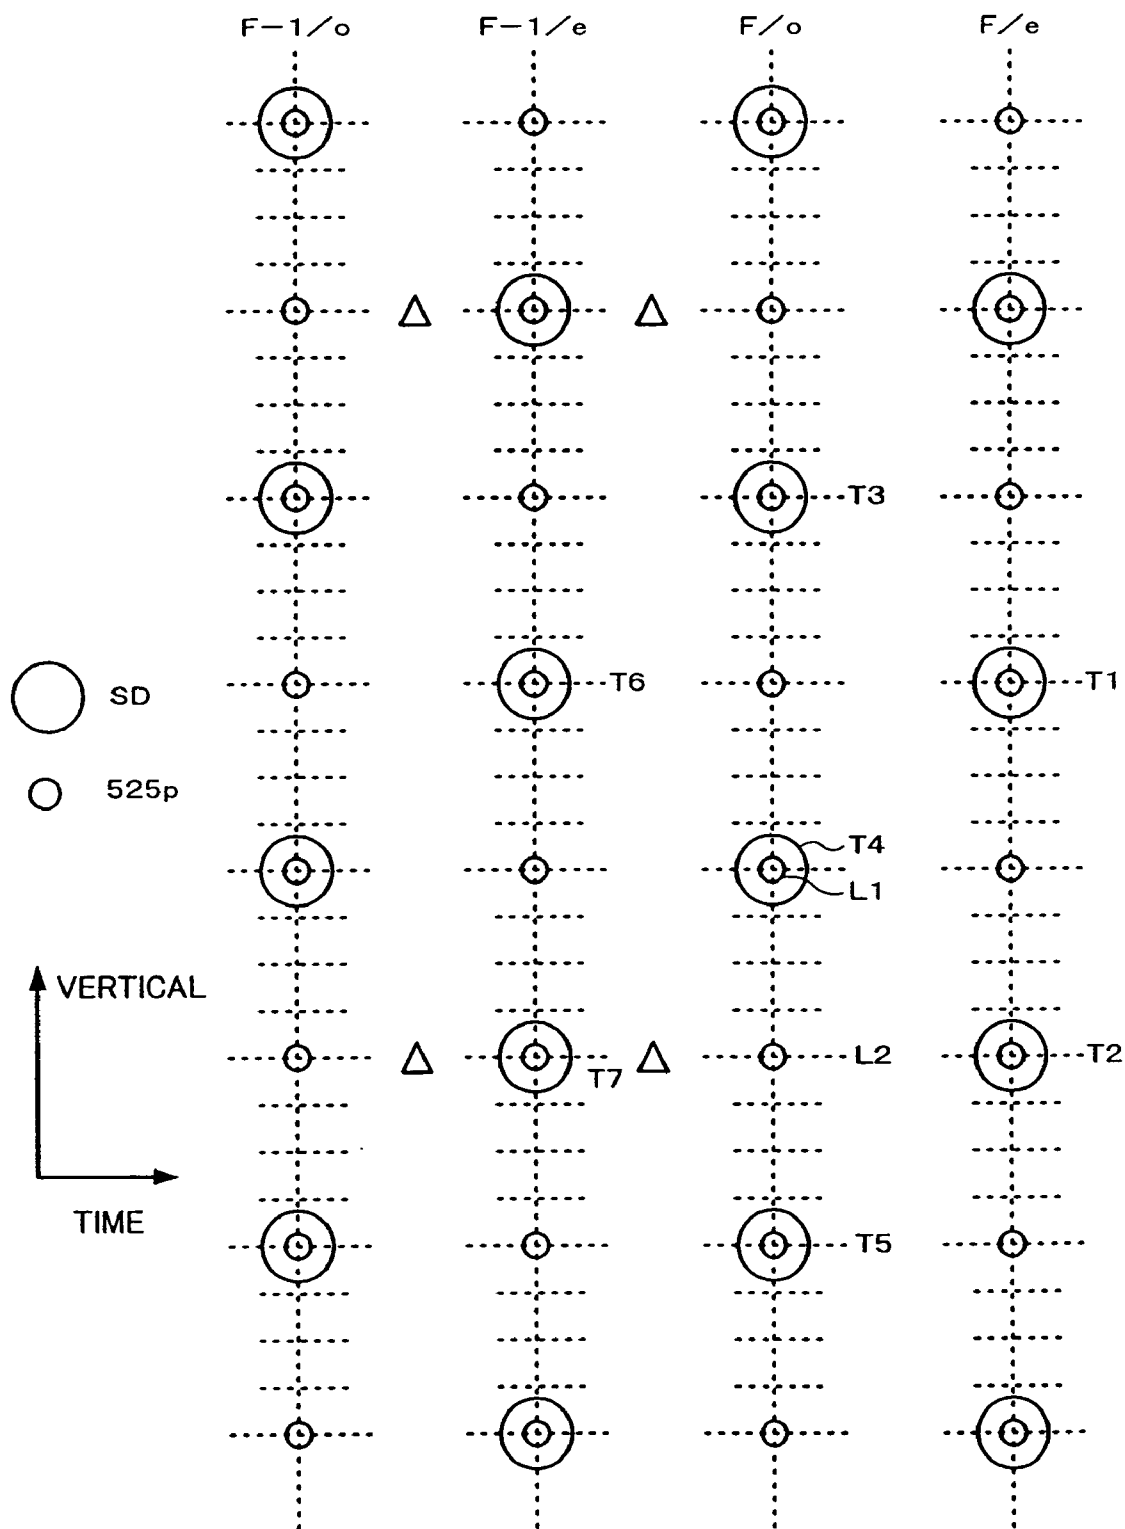 F-1/o F-1/e F/o F/e
T3
T6 T1
SD
525p
T4
L1
VERTICAL
L2 T2
T7
TIME
T5